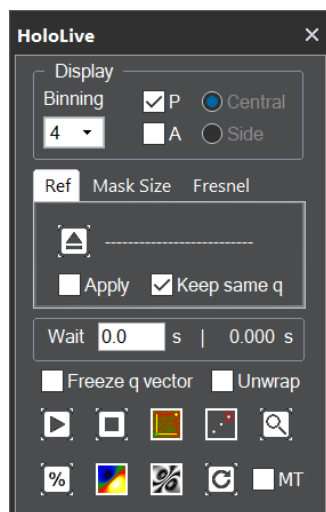 HoloLive
Display
Binning
P
Central
4
A
Side
Ref Mask Size Fresnel
---------------------------
Apply Keep same q
Wait 0.0 s | 0.000 s
Freeze q vector Unwrap
% % C MT